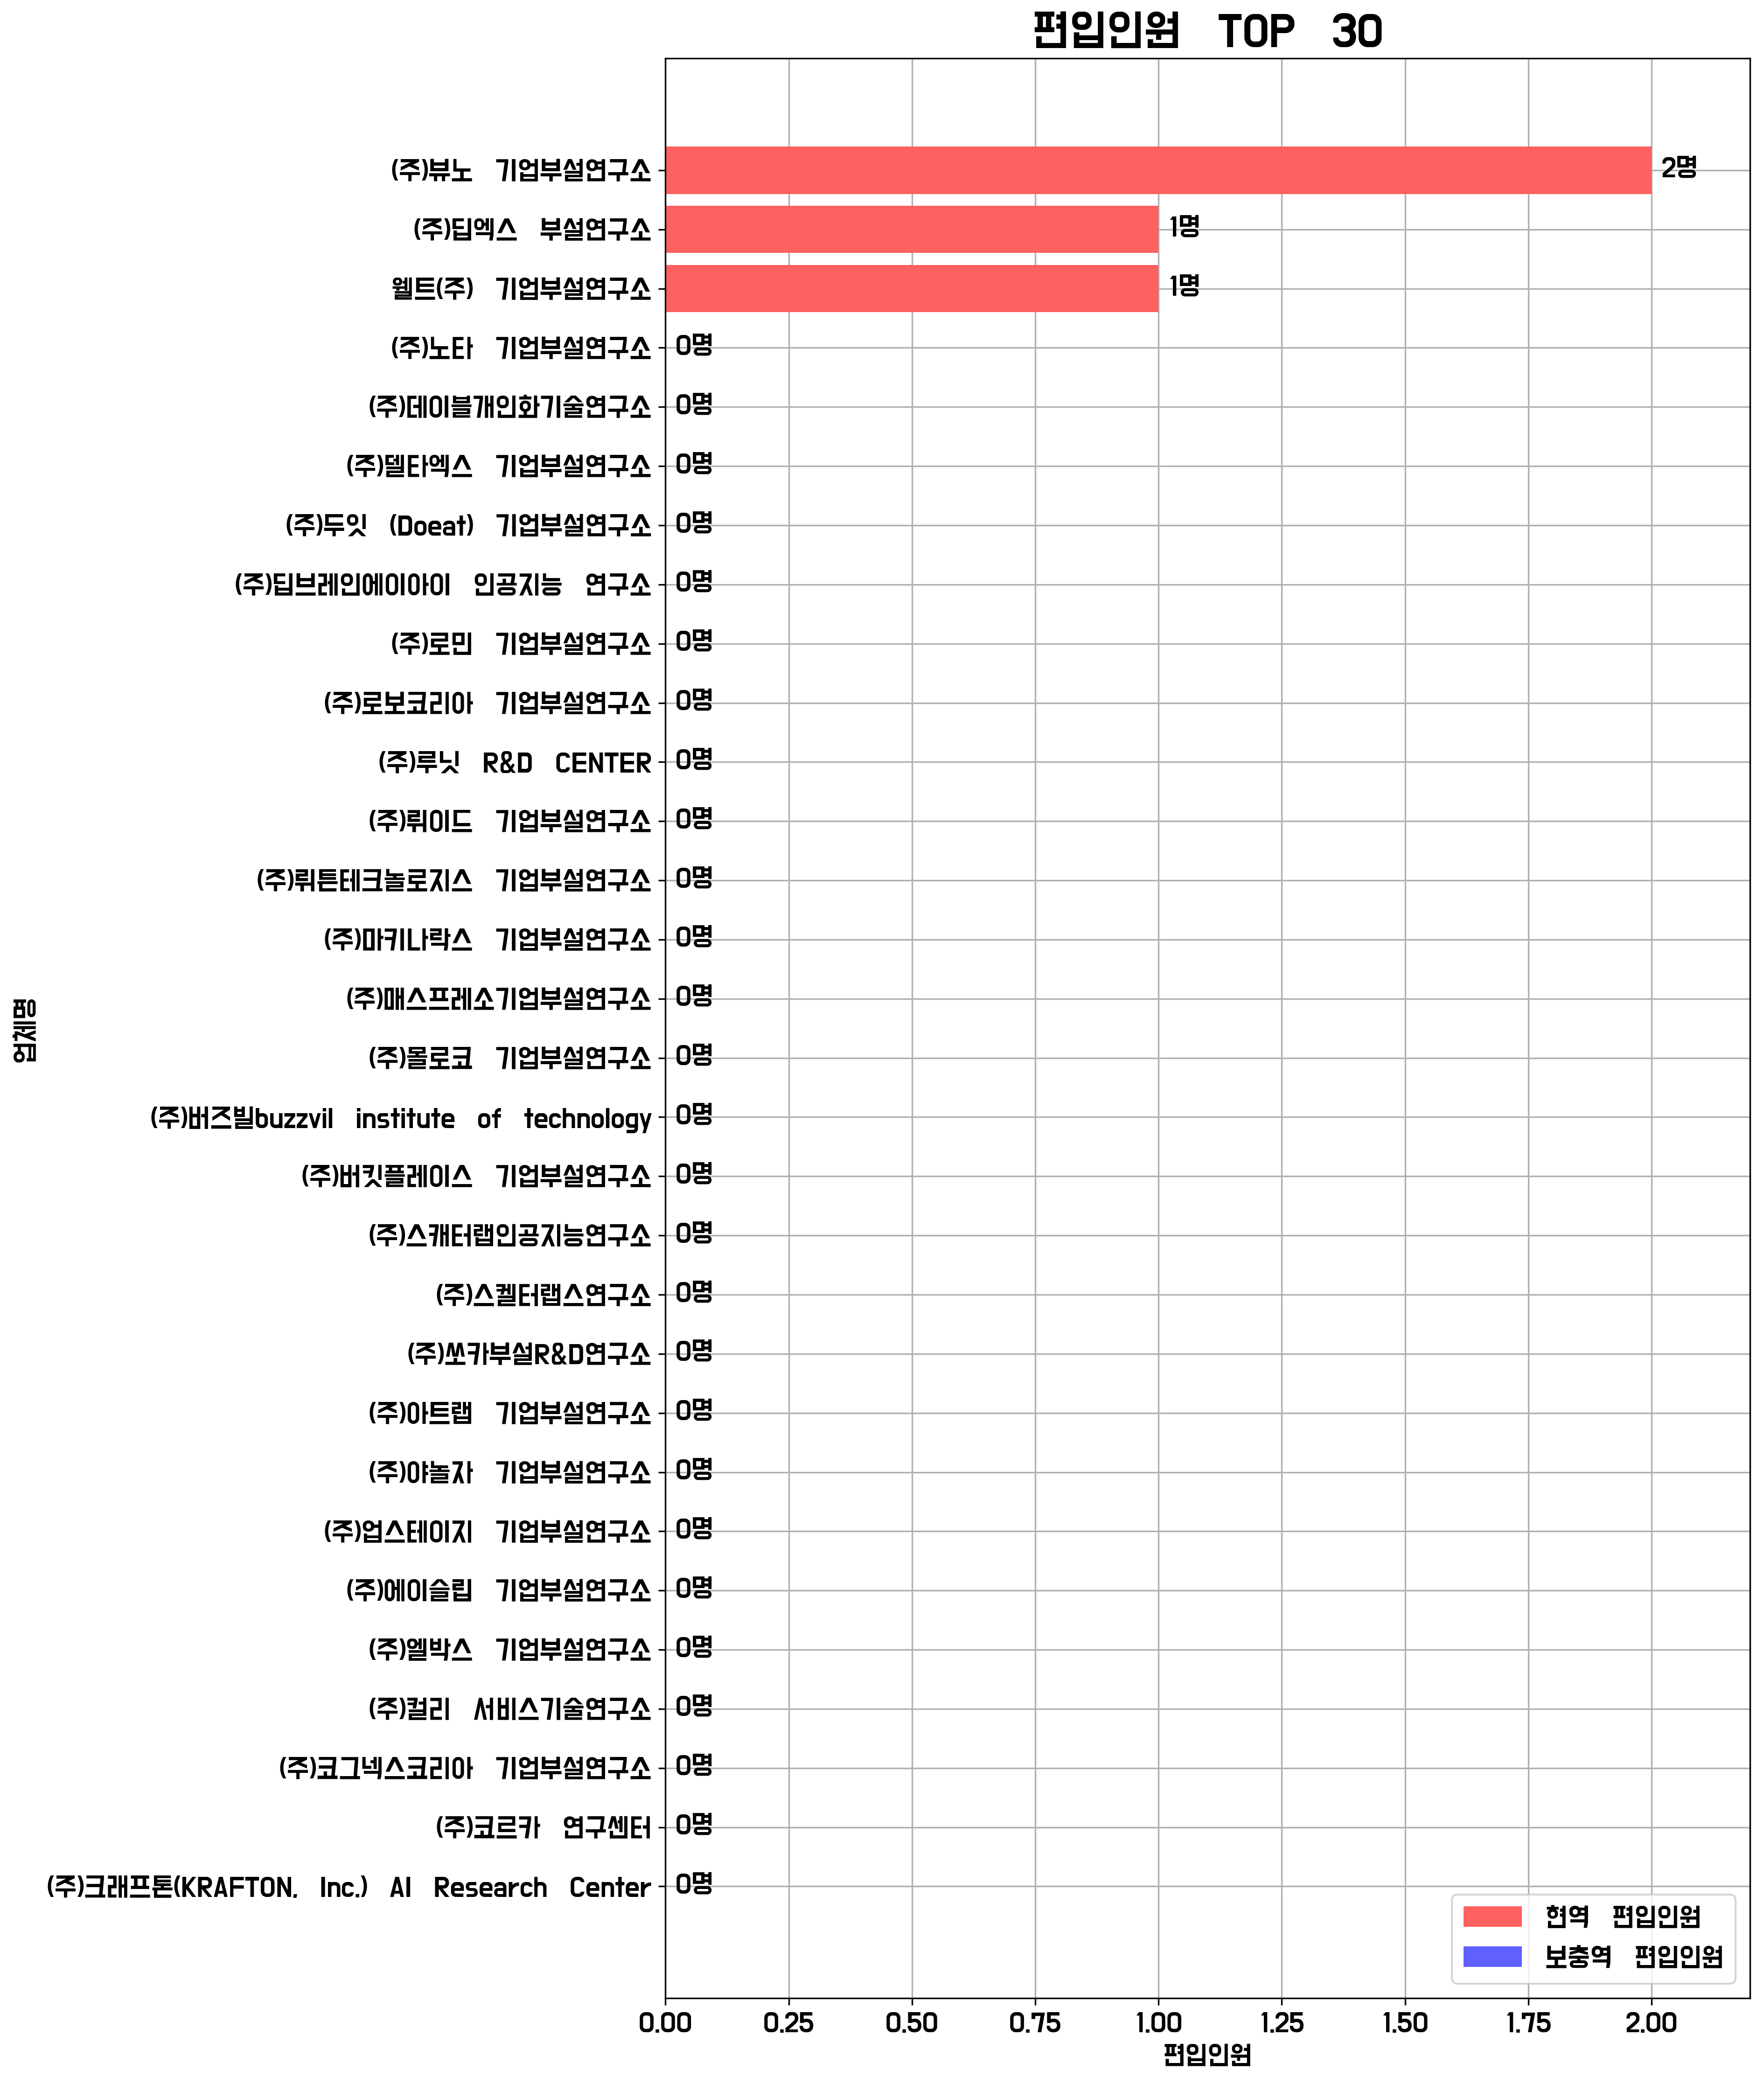 편입인원 TOP 30
(주)뷰노 기업부설연구소 2명
(주)딥엑스 부설연구소 1명
웰트(주) 기업부설연구소 1명
(주)노타 기업부설연구소 0명
(주)데이블개인화기술연구소 0명
(주)델타엑스 기업부설연구소 0명
(주)두잇 (Doeat) 기업부설연구소 0명
(주)딥브레인에이아이 인공지능 연구소 0명
(주)로민 기업부설연구소 0명
(주)로보코리아 기업부설연구소 0명
(주)루닛 R&D CENTER 0명
(주)뤼이드 기업부설연구소 0명
(주)뤼튼테크놀로지스 기업부설연구소 0명
(주)마키나락스 기업부설연구소 0명
(주)매스프레소기업부설연구소 0명
(주)몰로코 기업부설연구소 0명
(주)버즈빌buzzvil institute of technology 0명
(주)버킷플레이스 기업부설연구소 0명
(주)스캐터랩인공지능연구소 0명
(주)스켈터랩스연구소 0명
(주)쏘카부설R&D연구소 0명
(주)아트랩 기업부설연구소 0명
(주)야놀자 기업부설연구소 0명
(주)업스테이지 기업부설연구소 0명
(주)에이슬립 기업부설연구소 0명
(주)엘박스 기업부설연구소 0명
(주)컬리 서비스기술연구소 0명
(주)코그넥스코리아 기업부설연구소 0명
(주)코르카 연구센터 0명
(주)크래프톤(KRAFTON, Inc.) AI Research Center 0명
업체명
현역 편입인원
보충역 편입인원
0.00 0.25 0.50 0.75 1.00 1.25 1.50 1.75 2.00
편입인원